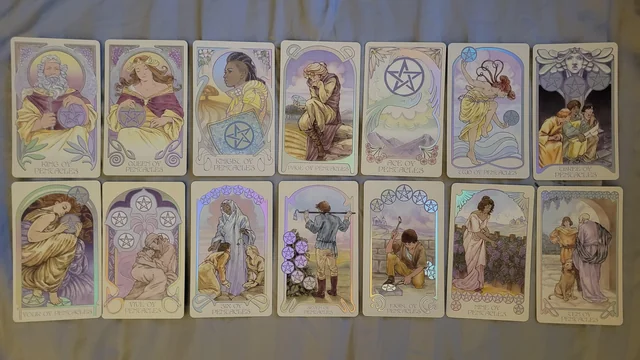 KING OF
PENTACLES
QUEEN OF
PENTACLES
KNIGHT OF
PENTACLES
PAGE OF PENTACLES
ACE OF
PENTACLES
TWO OF PENTACLES
THREE OF
PENTACLES
FOUR OF PENTACLES
FIVE OF
PENTACLES
SIX OF
PENTACLES
SEVEN OF
PENTACLES
EIGHT OF
PENTACLES
NINE OF
PENTACLES
TEN OF
PENTACLES